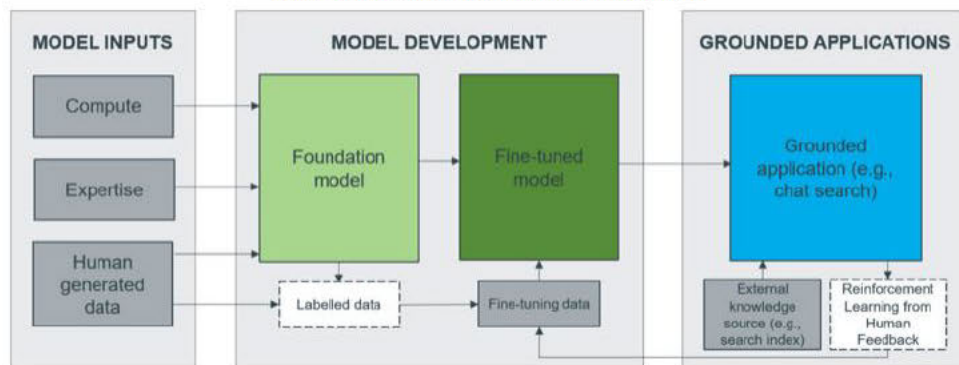 MODEL INPUTS
Compute
Expertise
Human
generated
data
MODEL DEVELOPMENT
Foundation
model
Fine-tuned
model
Labelled data
Fine-tuning data
GROUNDED APPLICATIONS
Grounded
application (e.g.,
chat search)
External
knowledge
source (e.g.,
search index)
Reinforcement
Learning from
Human
Feedback